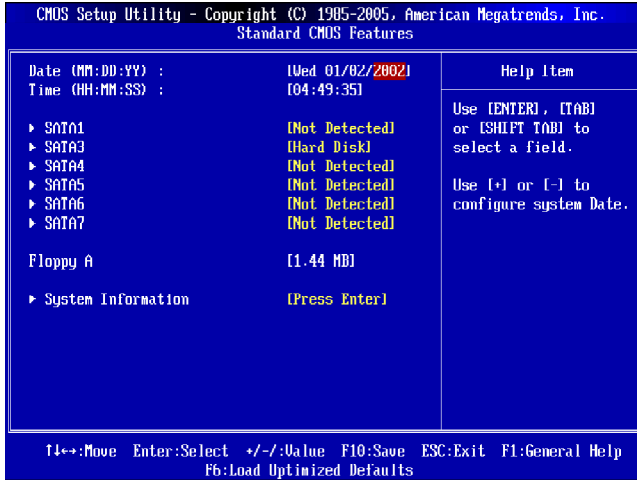 CMOS Setup Utility - Copyright (C) 1985-2005, American Megatrends, Inc.
Standard CMOS Features
Date (MM:DD:YY) : [Wed 01/02/2002]
Time (HH:MM:SS) : [04:49:35]
▶ SATA1 [Not Detected]
▶ SATA3 [Hard Disk]
▶ SATA4 [Not Detected]
▶ SATA5 [Not Detected]
▶ SATA6 [Not Detected]
▶ SATA7 [Not Detected]
Floppy A [1.44 MB]
▶ System Information [Press Enter]
Help Item
Use [ENTER], [TAB]
or [SHIFT TAB] to
select a field.
Use [+] or [-] to
configure system Date.
↑↓←→:Move Enter:Select +/-/:Value F10:Save ESC:Exit F1:General Help
F6:Load Optimized Defaults